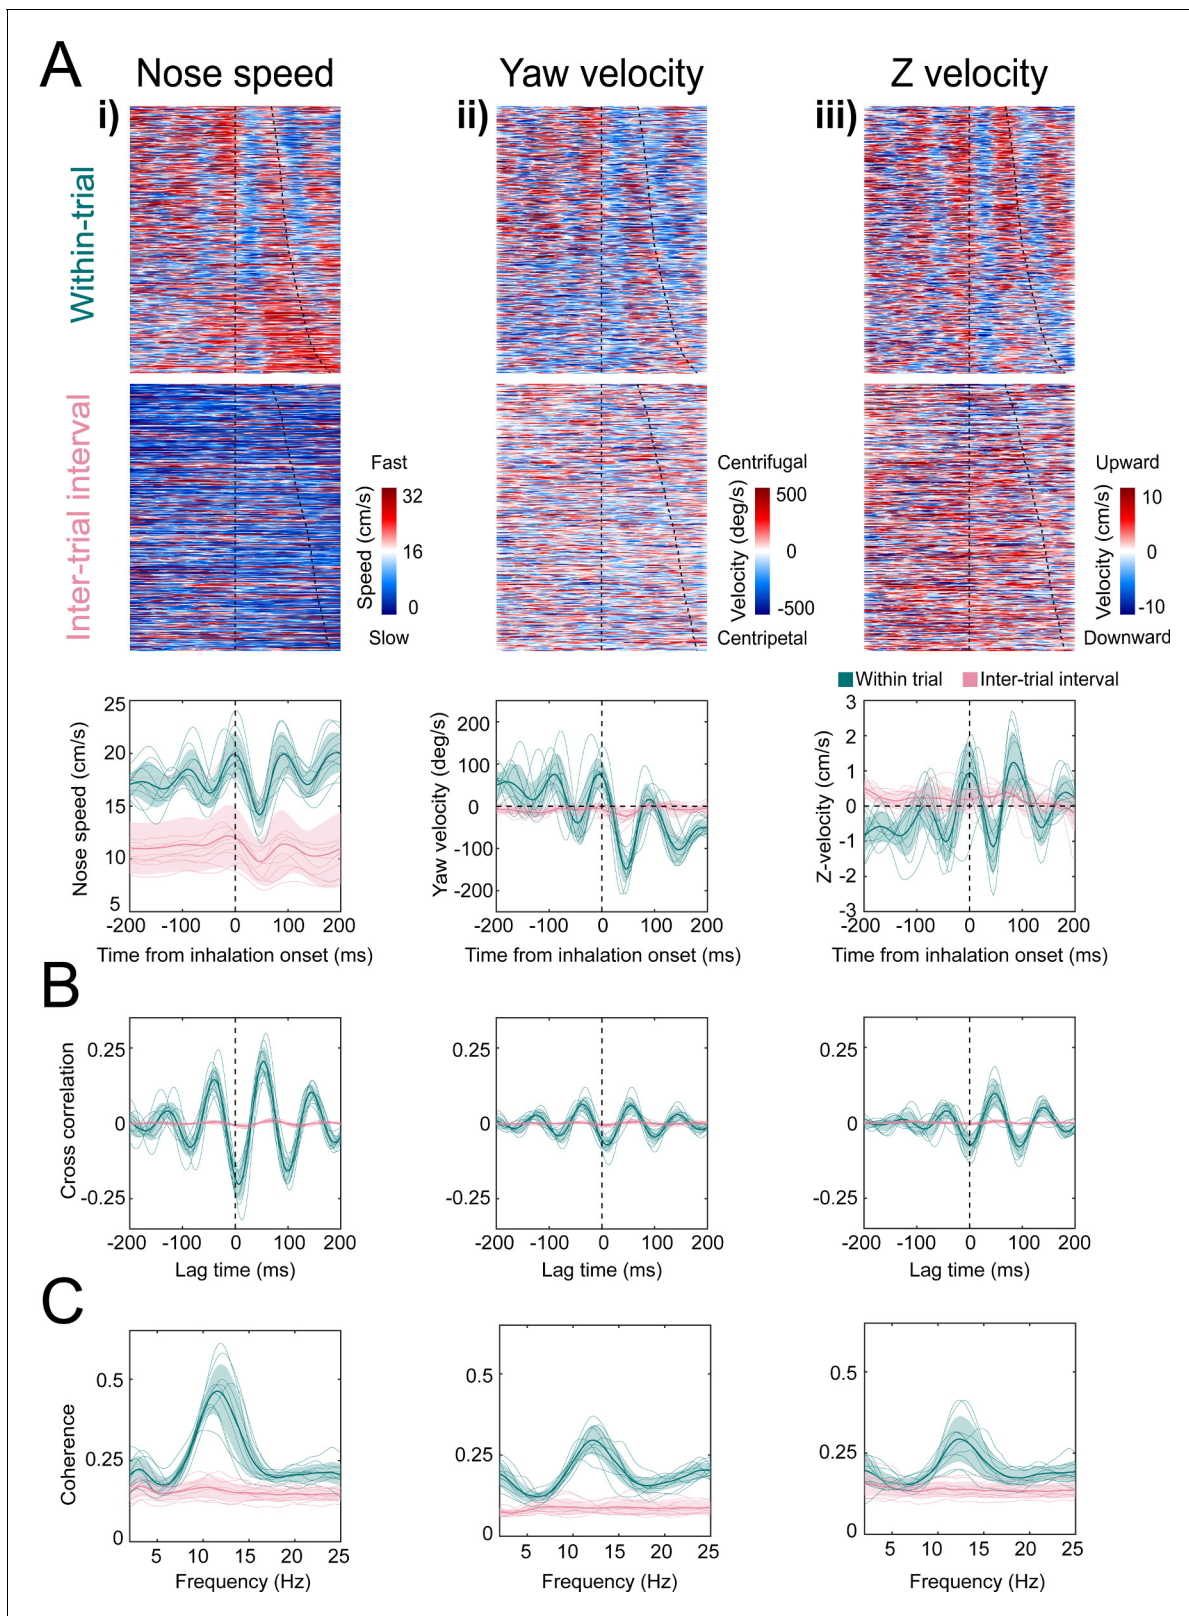 A
Nose speed
Yaw velocity
Z velocity
i)
ii)
iii)
Within-trial
Inter-trial interval
Fast
32
16
0
Speed (cm/s)
Slow
Centrifugal
500
0
-500
Velocity (deg/s)
Centripetal
Upward
10
0
-10
Velocity (cm/s)
Downward
Within trial
Inter-trial interval
25
20
15
10
5
Nose speed (cm/s)
-200 -100 0 100 200
Time from inhalation onset (ms)
200
100
0
-100
-200
Yaw velocity (deg/s)
-200 -100 0 100 200
Time from inhalation onset (ms)
3
2
1
0
-1
-2
-3
Z-velocity (cm/s)
-200 -100 0 100 200
Time from inhalation onset (ms)
B
0.25
0
-0.25
Cross correlation
-200 -100 0 100 200
Lag time (ms)
0.25
0
-0.25
-200 -100 0 100 200
Lag time (ms)
0.25
0
-0.25
-200 -100 0 100 200
Lag time (ms)
C
0.5
0.25
0
Coherence
5 10 15 20 25
Frequency (Hz)
0.5
0.25
0
5 10 15 20 25
Frequency (Hz)
0.5
0.25
0
5 10 15 20 25
Frequency (Hz)